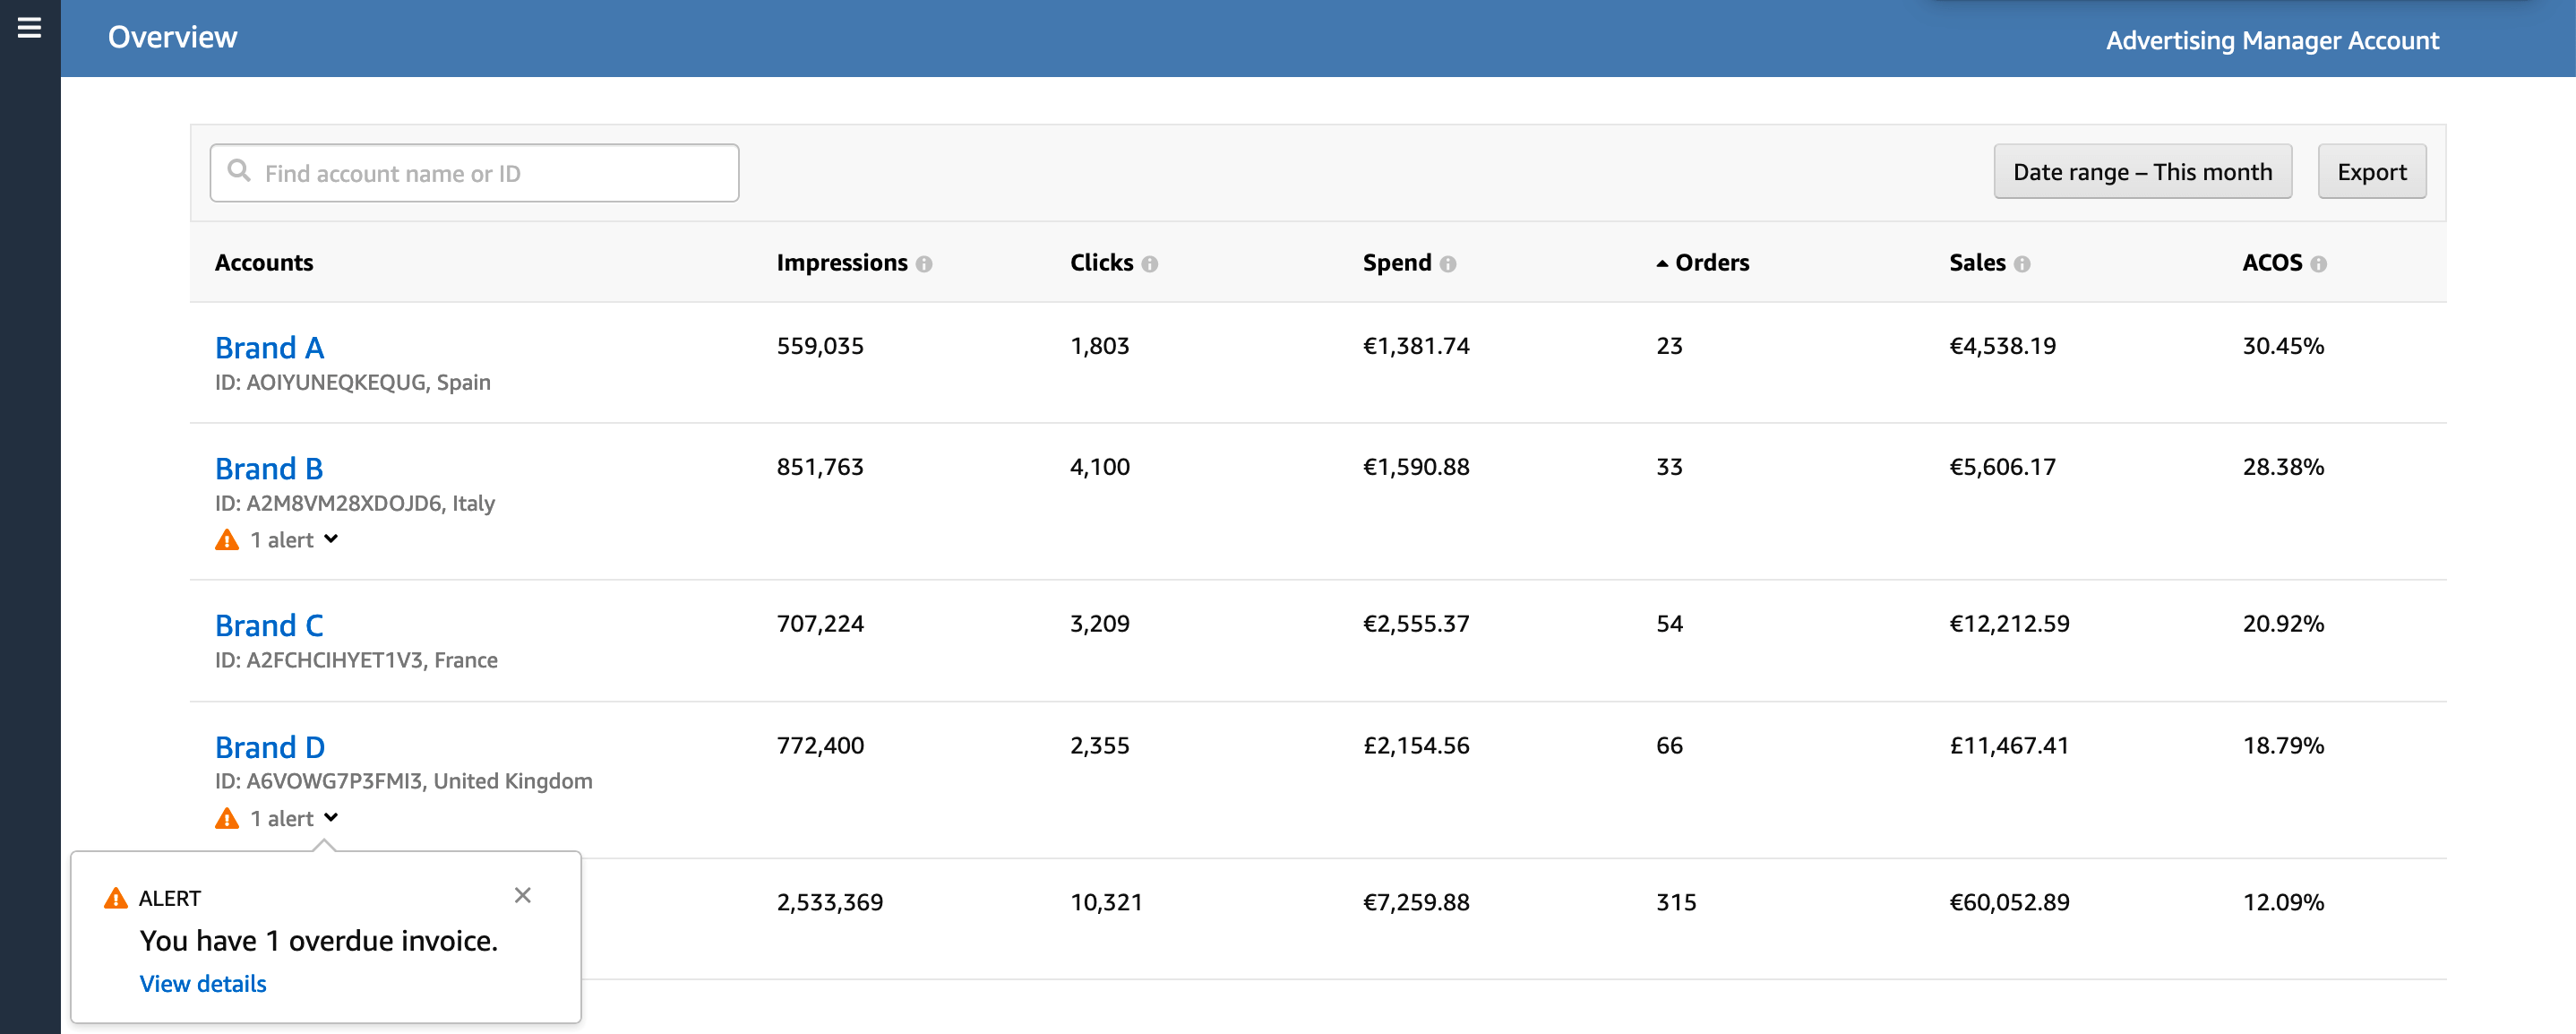 Overview
Advertising Manager Account
Find account name or ID
Date range – This month
Export
Accounts Impressions Clicks Spend Orders Sales ACOS
Brand A 559,035 1,803 €1,381.74 23 €4,538.19 30.45%
ID: AOIYUNEQKEQUG, Spain
Brand B 851,763 4,100 €1,590.88 33 €5,606.17 28.38%
ID: A2M8VM28XDOJD6, Italy
1 alert
Brand C 707,224 3,209 €2,555.37 54 €12,212.59 20.92%
ID: A2FCHCIHYET1V3, France
Brand D 772,400 2,355 £2,154.56 66 £11,467.41 18.79%
ID: A6VOWG7P3FMI3, United Kingdom
1 alert
2,533,369 10,321 €7,259.88 315 €60,052.89 12.09%
ALERT
You have 1 overdue invoice.
View details